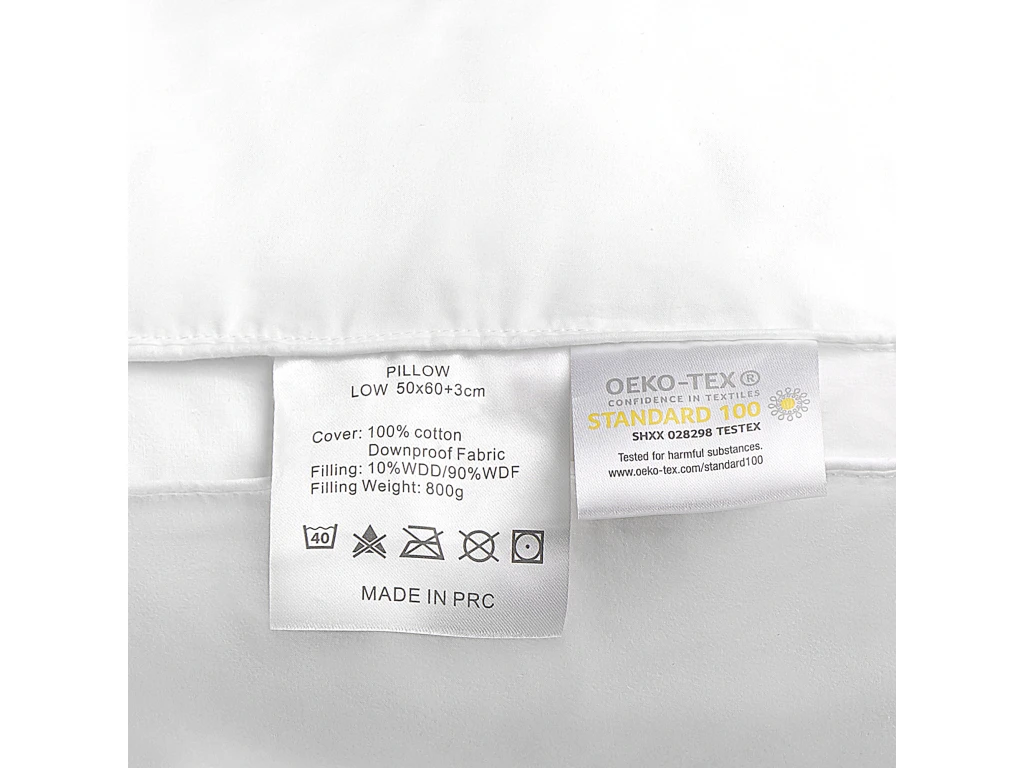 PILLOW
LOW 50x60+3cm
Cover: 100% cotton
Downproof Fabric
Filling: 10%WDD/90%WDF
Filling Weight: 800g
40
MADE IN PRC
OEKO-TEX®
CONFIDENCE IN TEXTILES
STANDARD 100
SHXX 028298 TESTEX
Tested for harmful substances.
www.oeko-tex.com/standard100